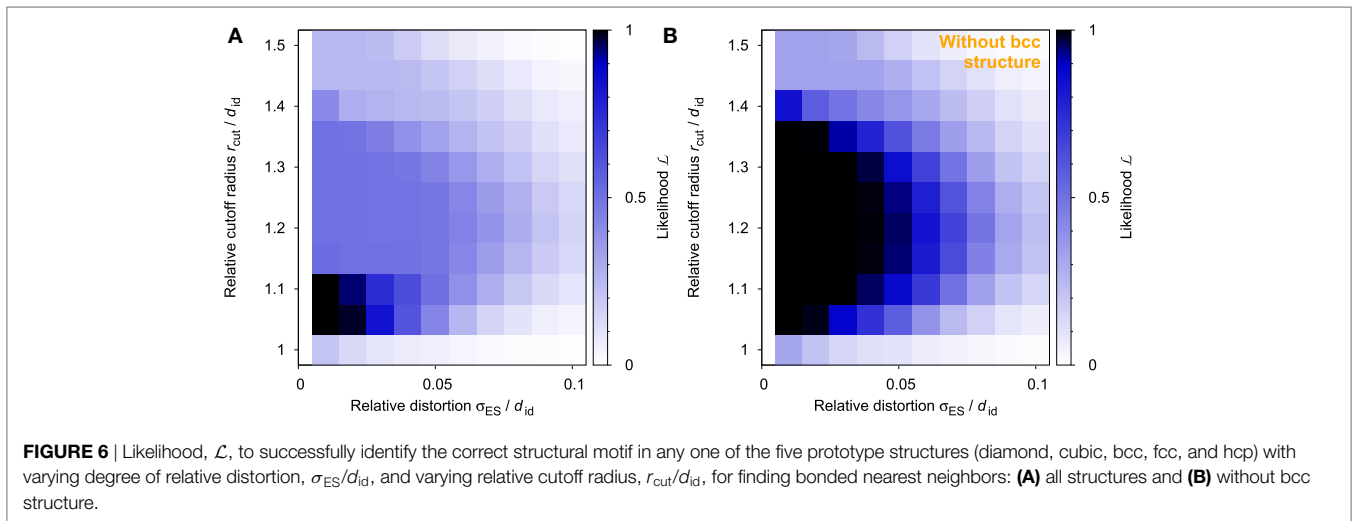 A
1.5
1.4
1.3
1.2
1.1
1
Relative cutoff radius r_cut / d_id
0
0.05
0.1
Relative distortion σ_ES / d_id
1
0.5
0
Likelihood ℒ
B
Without bcc
structure
1.5
1.4
1.3
1.2
1.1
1
Relative cutoff radius r_cut / d_id
0
0.05
0.1
Relative distortion σ_ES / d_id
1
0.5
0
Likelihood ℒ
FIGURE 6 | Likelihood, ℒ, to successfully identify the correct structural motif in any one of the five prototype structures (diamond, cubic, bcc, fcc, and hcp) with
varying degree of relative distortion, σ_ES/d_id, and varying relative cutoff radius, r_cut/d_id, for finding bonded nearest neighbors: (A) all structures and (B) without bcc
structure.